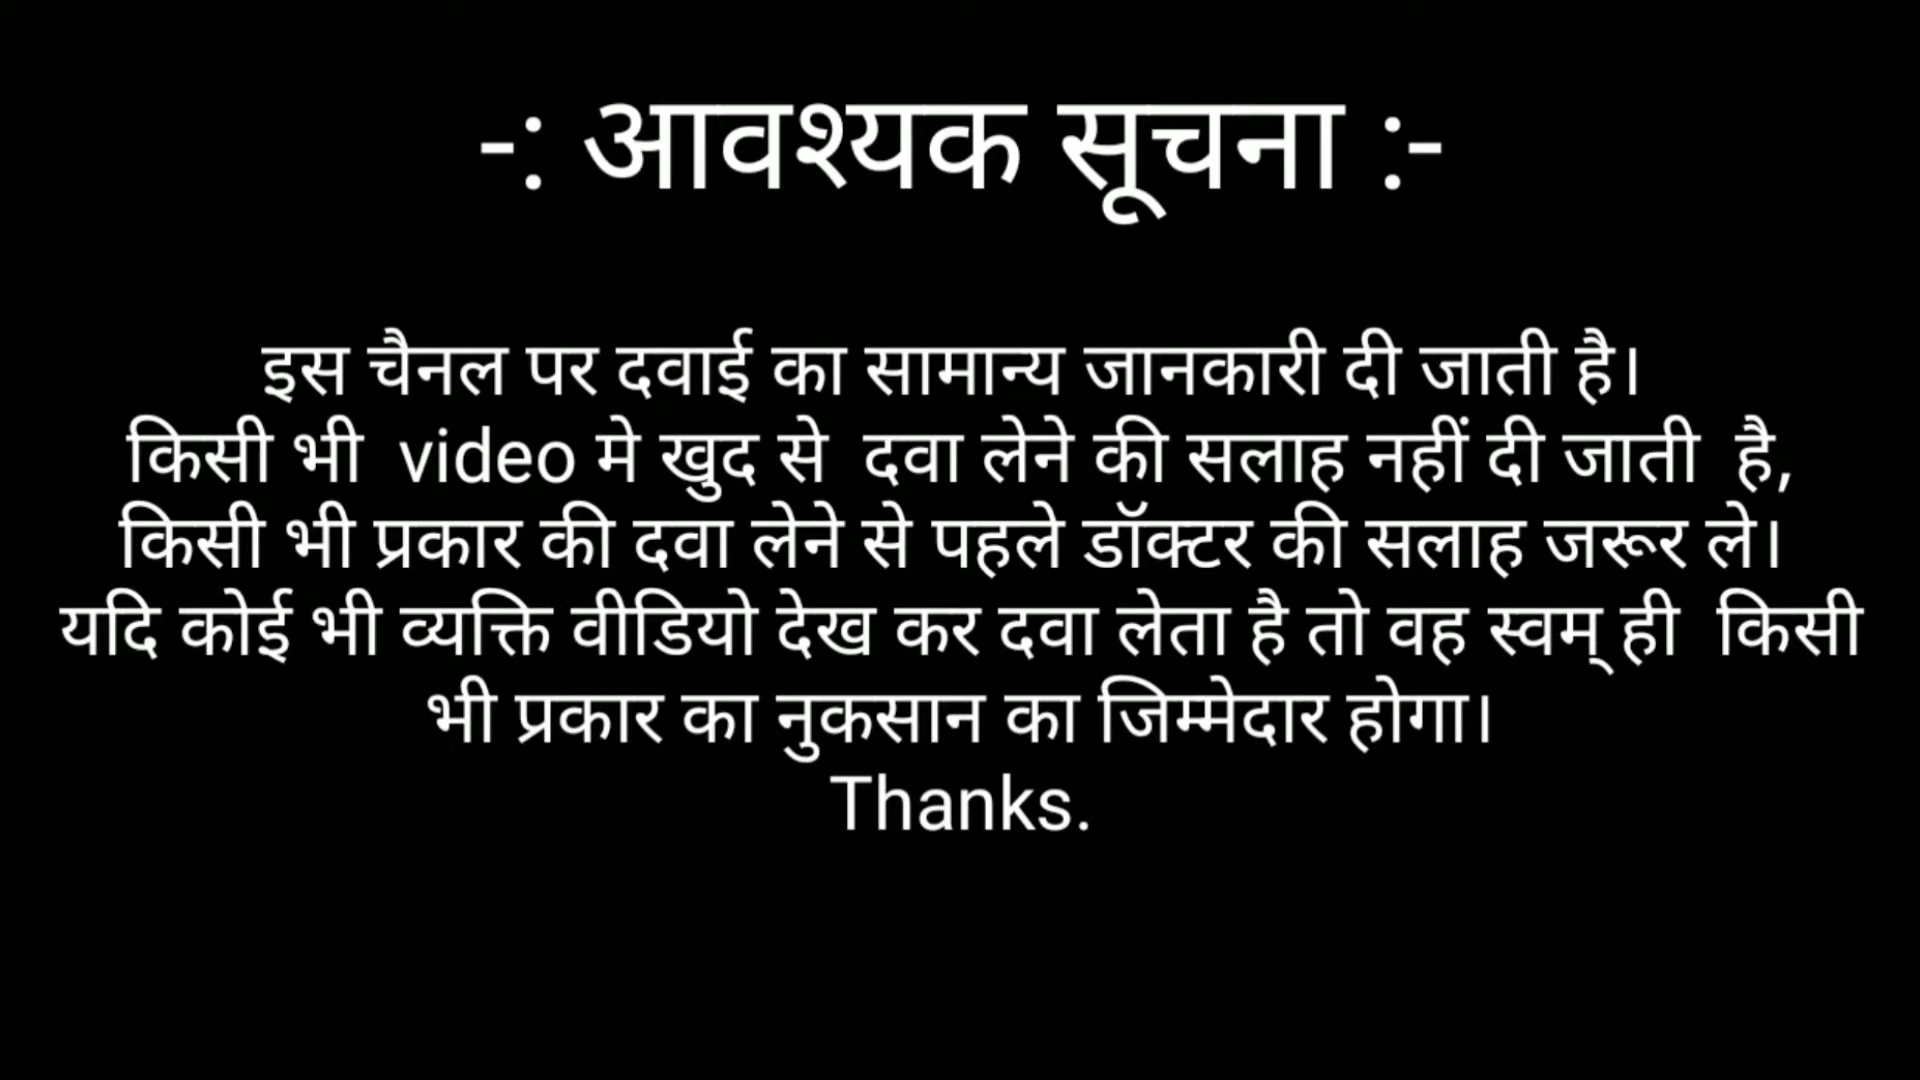 -: आवश्यक सूचना :-
इस चैनल पर दवाई का सामान्य जानकारी दी जाती है।
किसी भी video मे खुद से दवा लेने की सलाह नहीं दी जाती है,
किसी भी प्रकार की दवा लेने से पहले डॉक्टर की सलाह जरूर ले।
यदि कोई भी व्यक्ति वीडियो देख कर दवा लेता है तो वह स्वम् ही किसी
भी प्रकार का नुकसान का जिम्मेदार होगा।
Thanks.